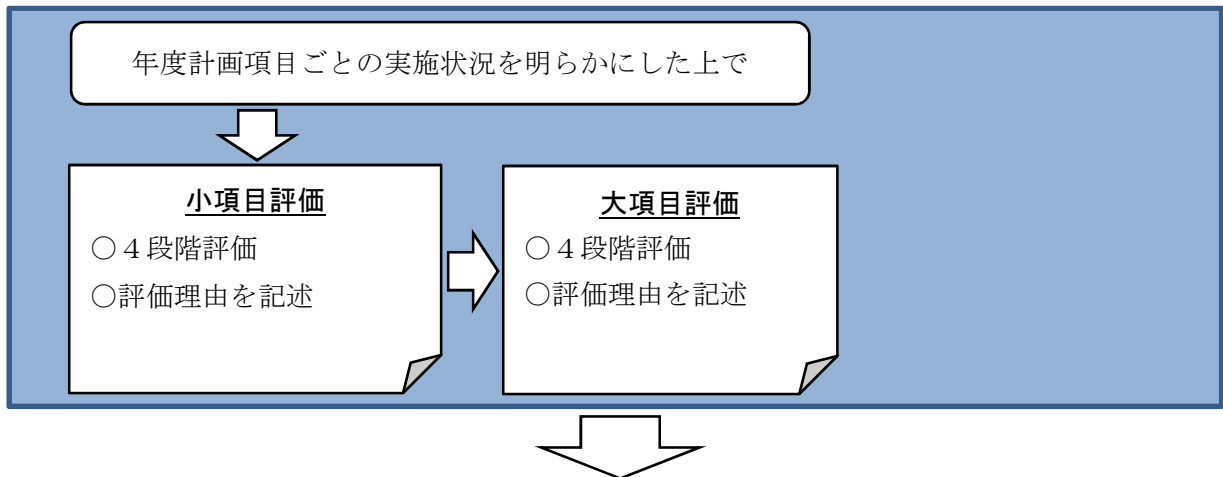 年度計画項目ごとの実施状況を明らかにした上で
小項目評価
○４段階評価
○評価理由を記述
大項目評価
○４段階評価
○評価理由を記述